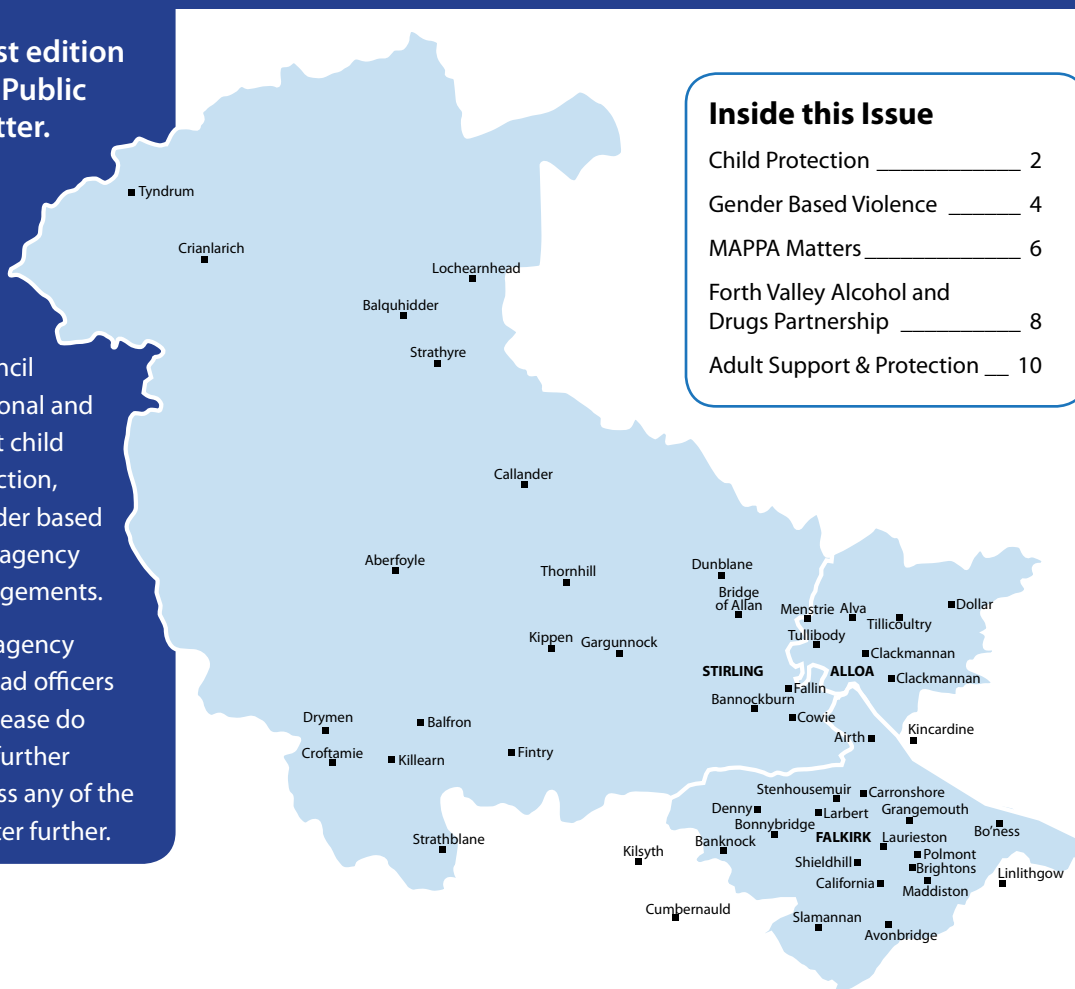 st edition
Public
tter.
ncil
onal and
t child
ction,
der based
agency
gements.
agency
ad officers
ease do
further
ss any of the
ter further.
Inside this Issue
Child Protection ____________ 2
Gender Based Violence ______ 4
MAPPA Matters ____________ 6
Forth Valley Alcohol and
Drugs Partnership __________ 8
Adult Support & Protection __ 10
Tyndrum
Crianlarich
Lochearnhead
Balquhidder
Strathyre
Callander
Aberfoyle
Thornhill
Dunblane
Bridge
of Allan
Menstrie
Alva
Dollar
Tillicoultry
Tullibody
Kippen
Gargunnock
Clackmannan
STIRLING
ALLOA
Clackmannan
Fallin
Bannockburn
Cowie
Drymen
Balfron
Airth
Kincardine
Croftamie
Killearn
Fintry
Stenhousemuir
Carronshore
Denny
Larbert
Grangemouth
Bonnybridge
FALKIRK
Laurieston
Bo'ness
Strathblane
Kilsyth
Banknock
Polmont
Shieldhill
Brightons
Linlithgow
California
Maddiston
Cumbernauld
Slamannan
Avonbridge